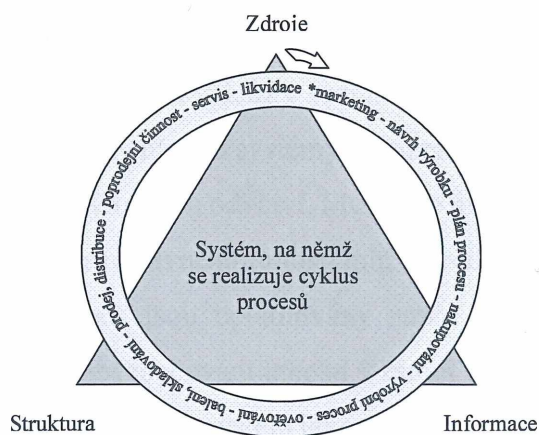 Zdroje
*marketing - návrh výrobku - plán procesu - nakupování - výrobní proces - ověřování - balení, skladování - prodej, distribuce - poprodejní činnost - servis - likvidace
Systém, na němž
se realizuje cyklus
procesů
Struktura
Informace